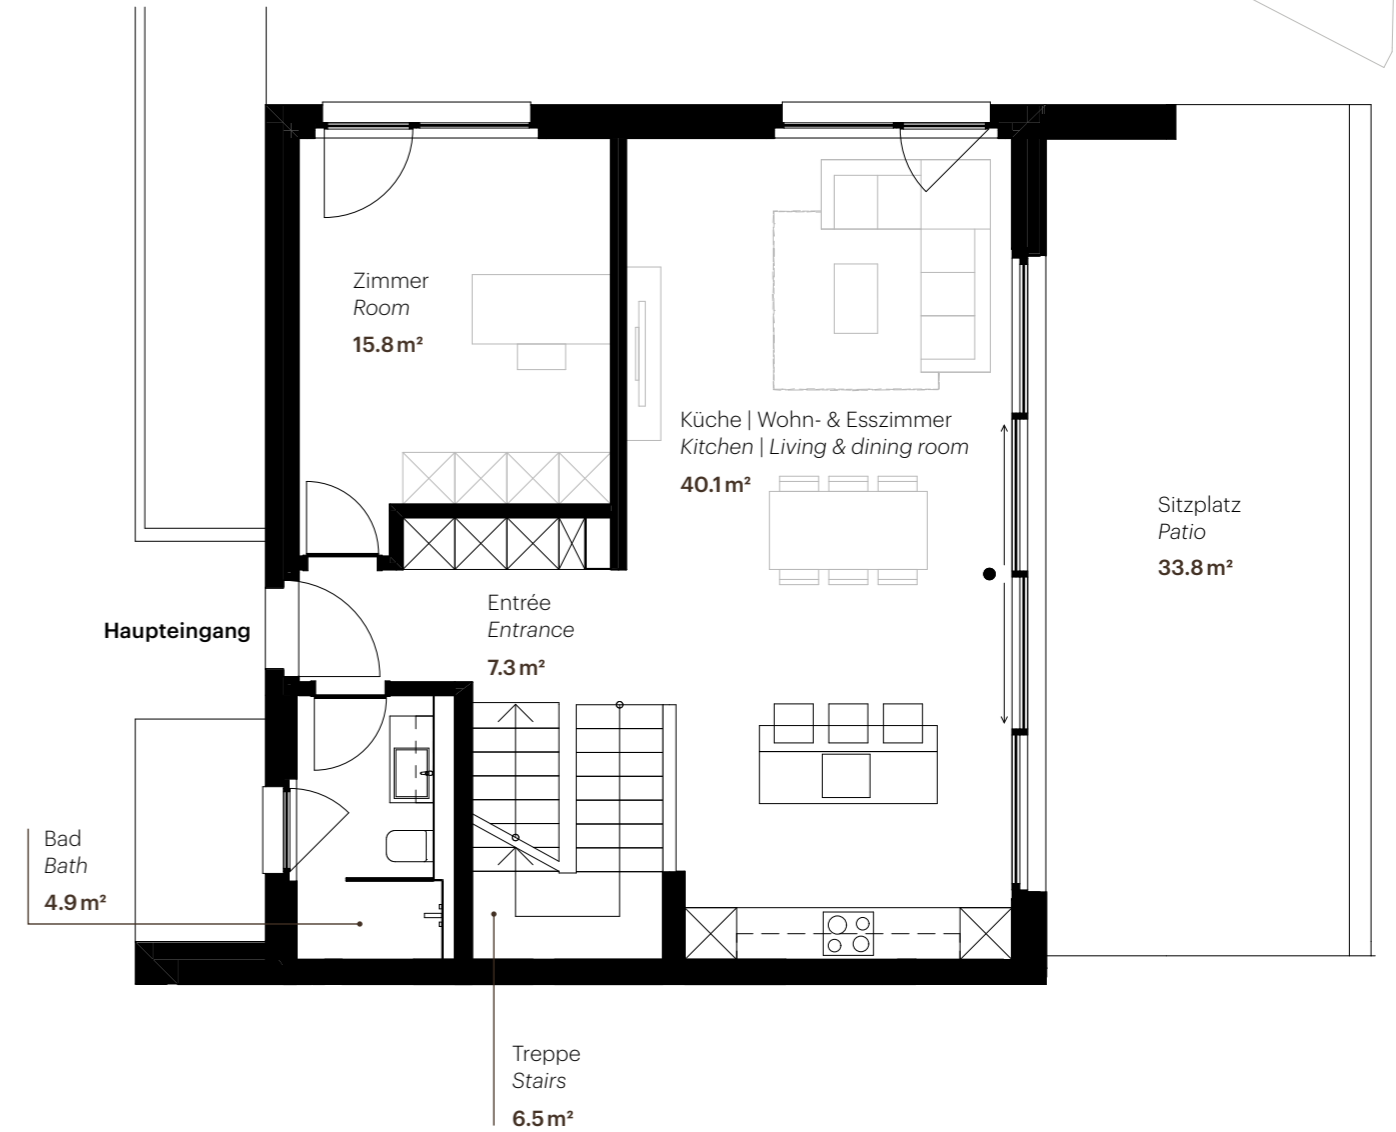 Zimmer
Room
15.8 m²
Küche | Wohn- & Esszimmer
Kitchen | Living & dining room
40.1 m²
Sitzplatz
Patio
33.8 m²
Entrée
Entrance
7.3 m²
Haupteingang
Bad
Bath
4.9 m²
Treppe
Stairs
6.5 m²